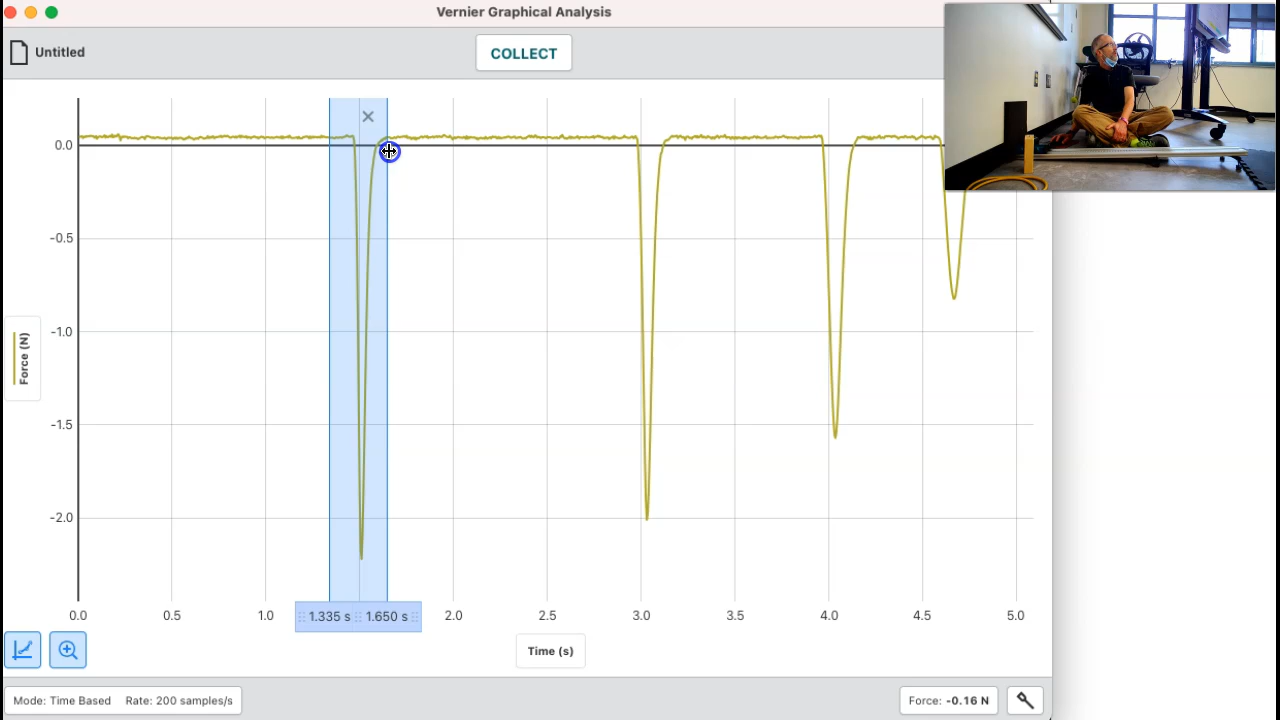 Vernier Graphical Analysis
Untitled
COLLECT
0.0
-0.5
-1.0
-1.5
-2.0
Force (N)
0.0 0.5 1.0 1.335 s 1.650 s 2.0 2.5 3.0 3.5 4.0 4.5 5.0
Time (s)
Mode: Time Based Rate: 200 samples/s
Force: -0.16 N